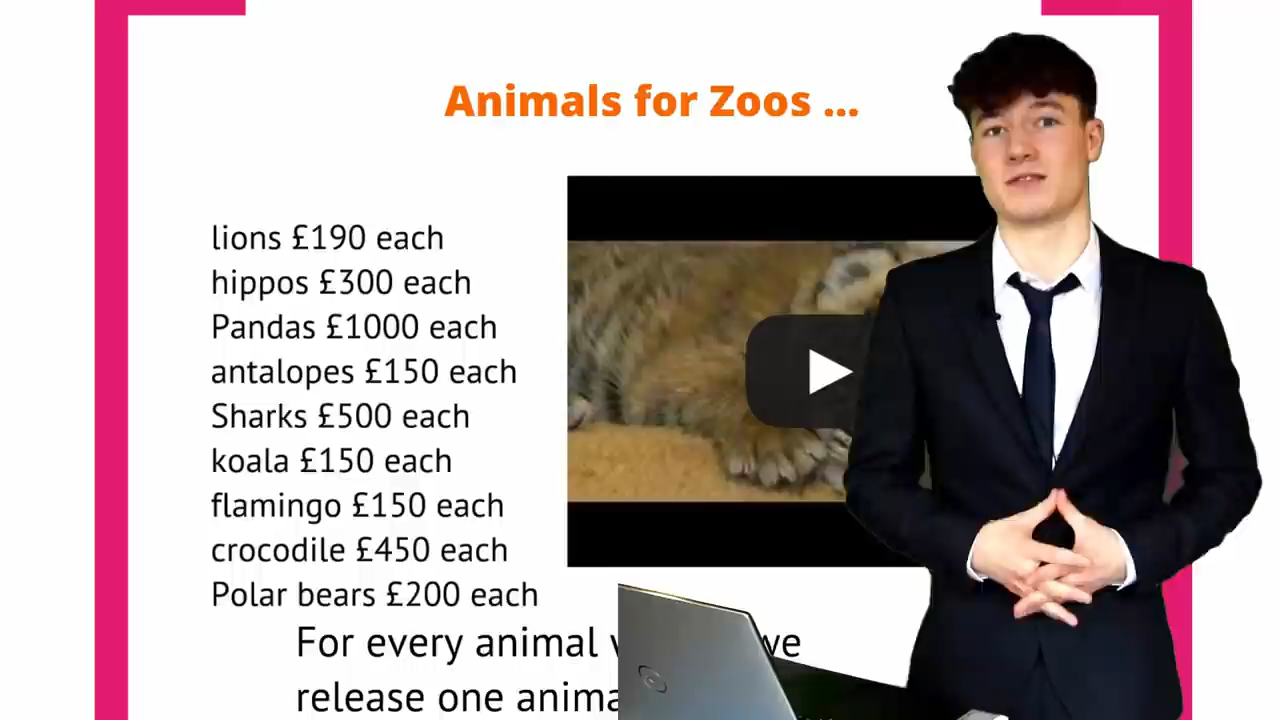 Animals for Zoos ...
lions £190 each
hippos £300 each
Pandas £1000 each
antalopes £150 each
Sharks £500 each
koala £150 each
flamingo £150 each
crocodile £450 each
Polar bears £200 each
For every animal we
release one